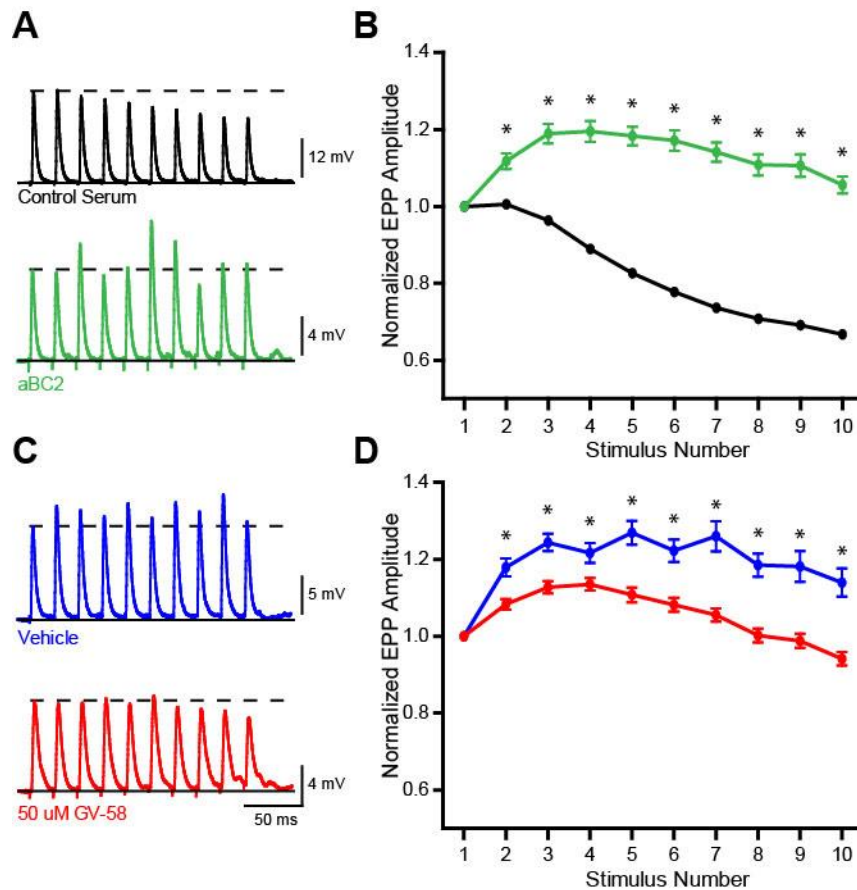 A
12 mV
Control Serum
4 mV
aBC2
B
Normalized EPP Amplitude
1.4
1.2
1.0
0.8
0.6
* * * * * * * * *
1 2 3 4 5 6 7 8 9 10
Stimulus Number
C
5 mV
Vehicle
4 mV
50 uM GV-58
50 ms
D
Normalized EPP Amplitude
1.4
1.2
1.0
0.8
0.6
* * * * * * * * *
1 2 3 4 5 6 7 8 9 10
Stimulus Number